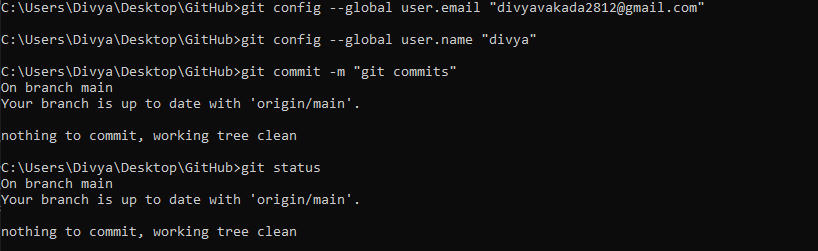 C:\Users\Divya\Desktop\GitHub>git config --global user.email "divyavakada2812@gmail.com"
C:\Users\Divya\Desktop\GitHub>git config --global user.name "divya"
C:\Users\Divya\Desktop\GitHub>git commit -m "git commits"
On branch main
Your branch is up to date with 'origin/main'.
nothing to commit, working tree clean
C:\Users\Divya\Desktop\GitHub>git status
On branch main
Your branch is up to date with 'origin/main'.
nothing to commit, working tree clean